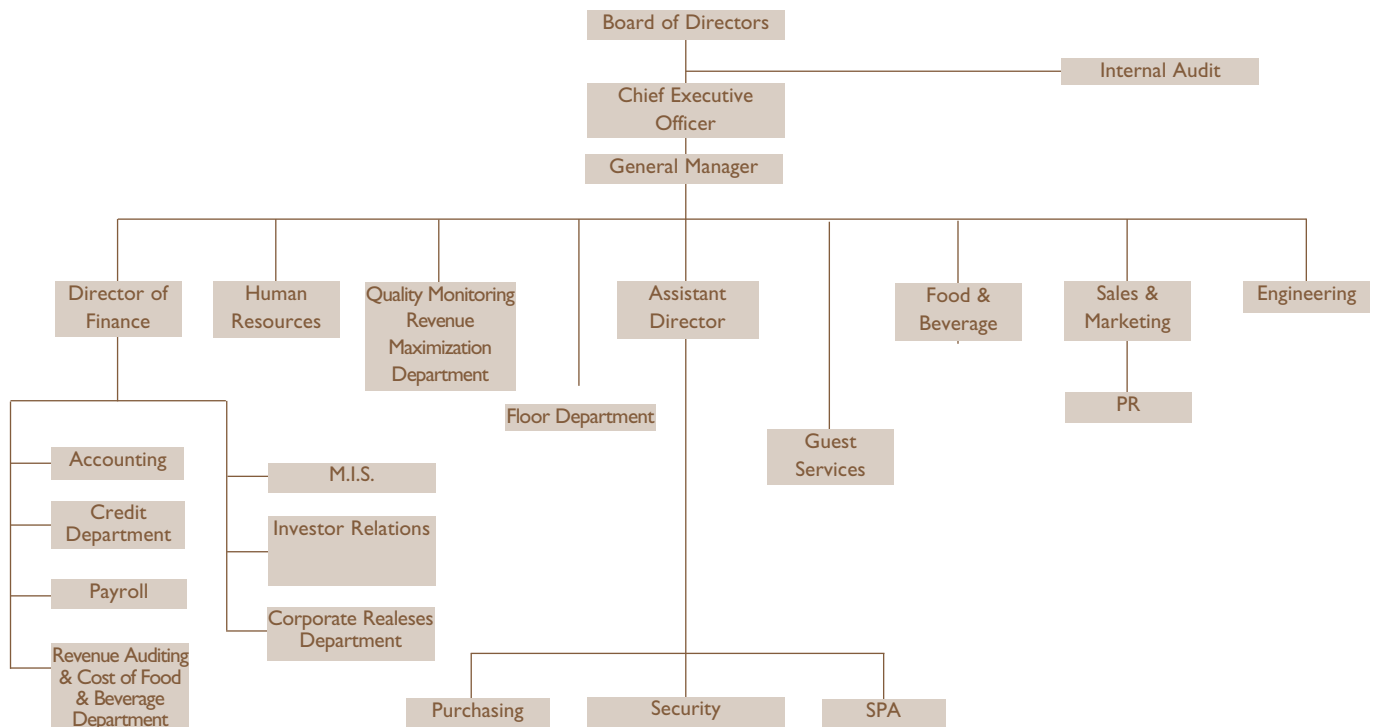 Board of Directors
Internal Audit
Chief Executive
Officer
General Manager
Director of
Finance
Human
Resources
Quality Monitoring
Revenue
Maximization
Department
Assistant
Director
Food &
Beverage
Sales &
Marketing
Engineering
Floor Department
PR
Guest
Services
Accounting
M.I.S.
Credit
Department
Investor Relations
Payroll
Corporate Realeses
Department
Revenue Auditing
& Cost of Food
& Beverage
Department
Purchasing
Security
SPA